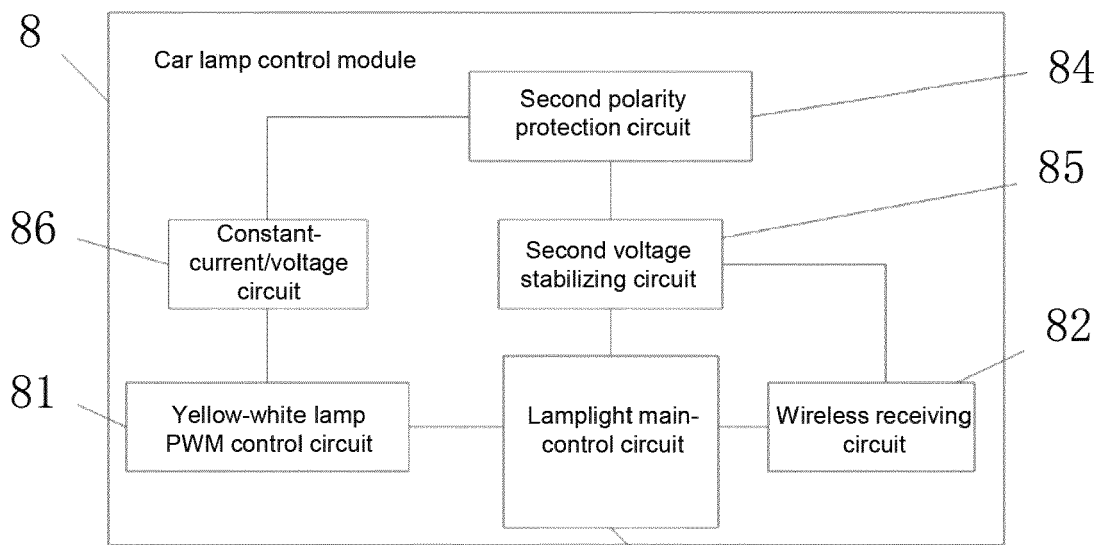 8
Car lamp control module
84
Second polarity
protection circuit
85
86
Constant-
current/voltage
circuit
Second voltage
stabilizing circuit
82
81
Yellow-white lamp
PWM control circuit
Lamplight main-
control circuit
Wireless receiving
circuit